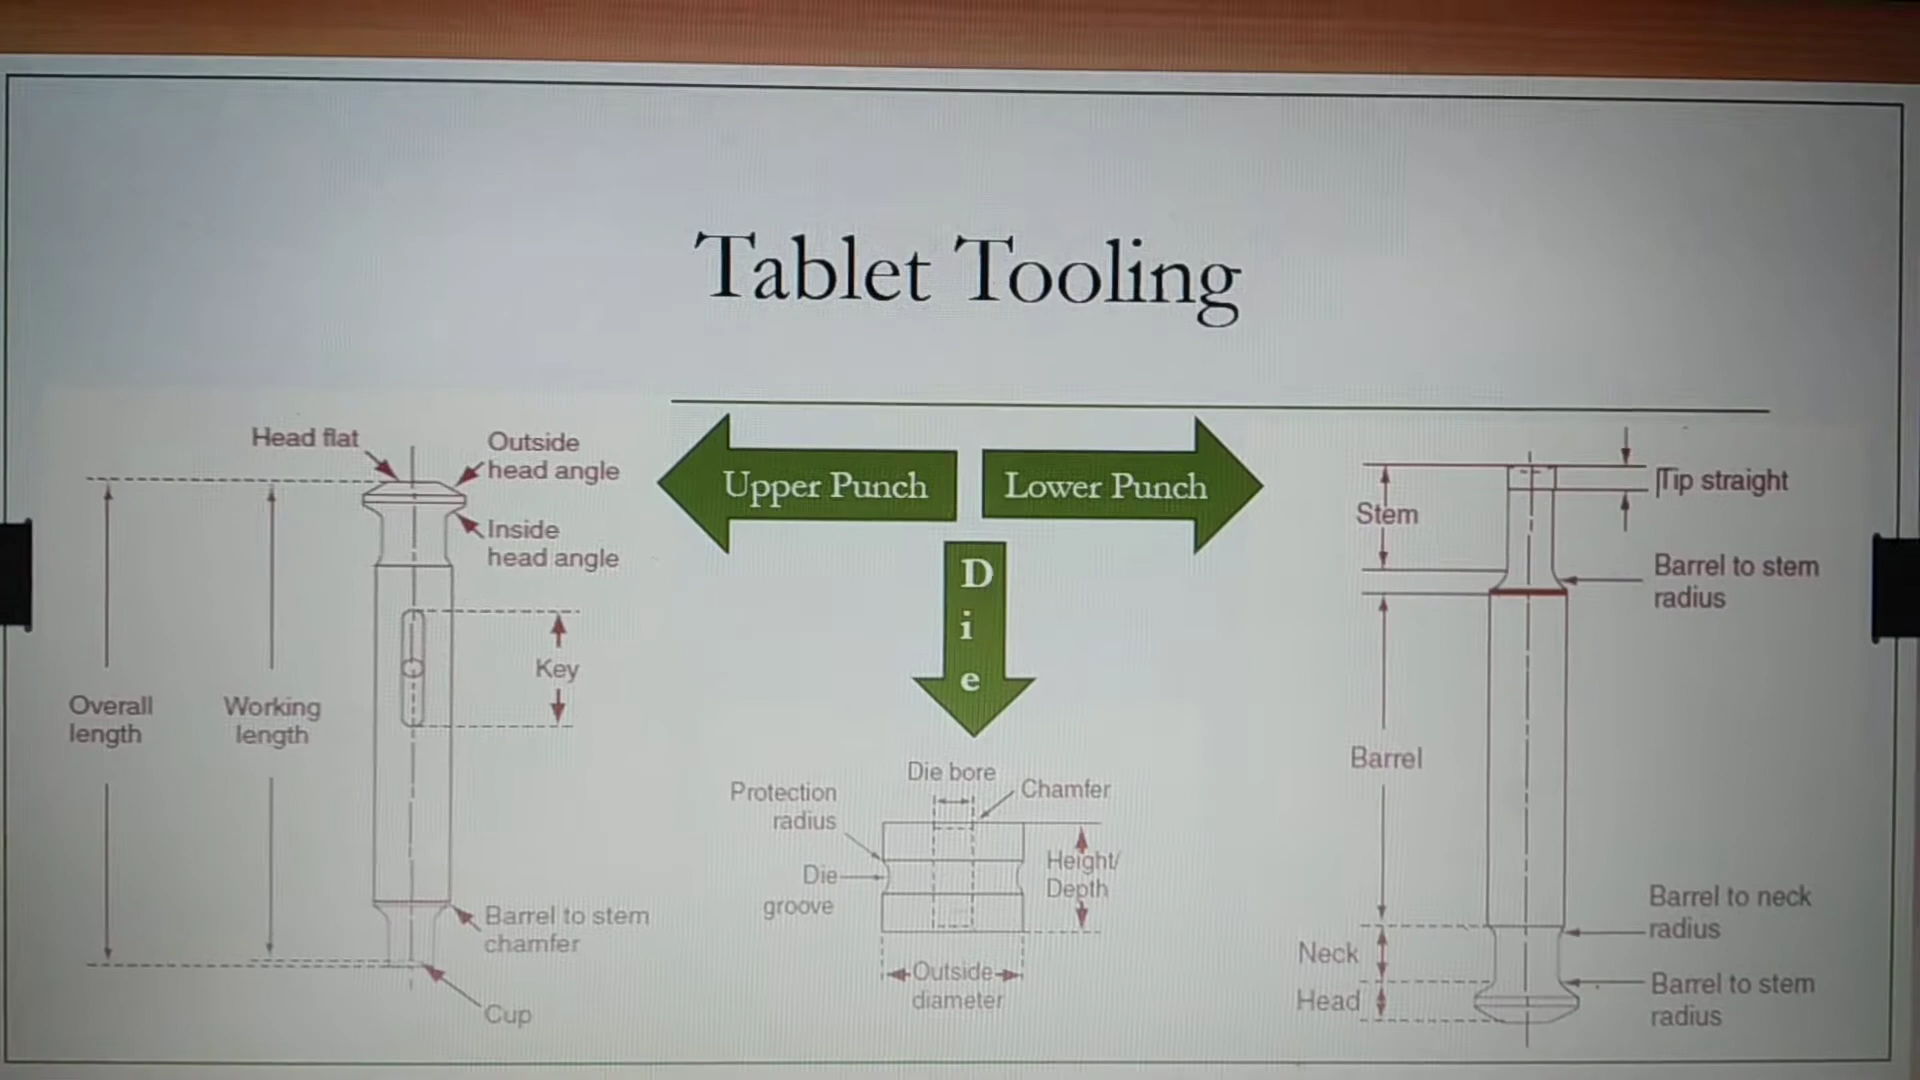 Tablet Tooling
Upper Punch
Lower Punch
D
i
e
Head flat
Outside
head angle
Inside
head angle
Key
Overall
length
Working
length
Barrel to stem
chamfer
Cup
Die bore
Chamfer
Protection
radius
Die
groove
Height/
Depth
Outside
diameter
Tip straight
Stem
Barrel to stem
radius
Barrel
Barrel to neck
radius
Neck
Head
Barrel to stem
radius